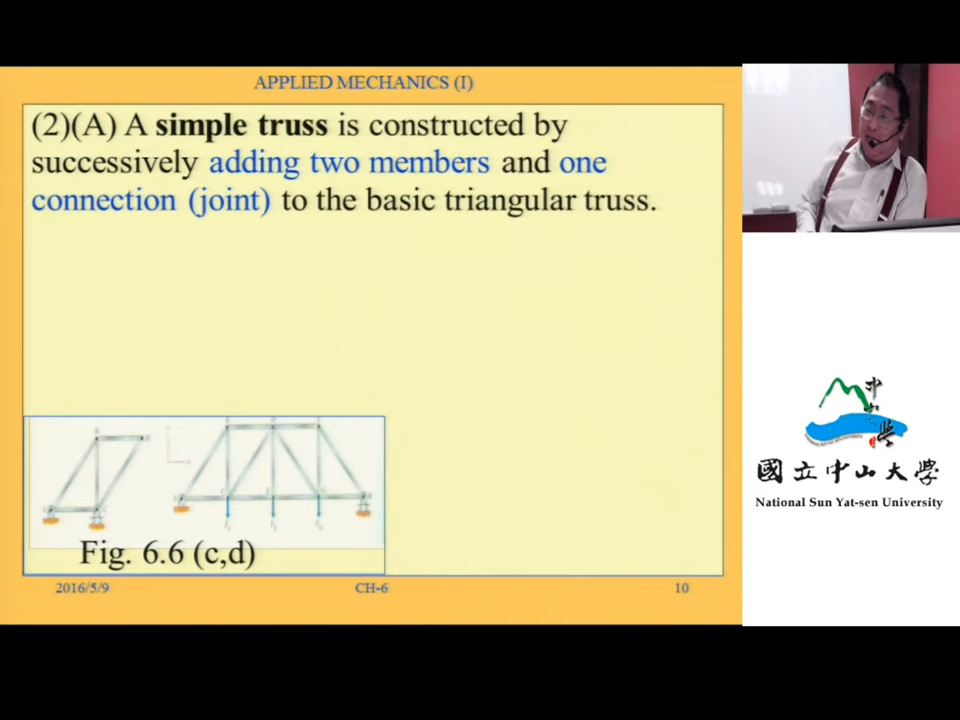 APPLIED MECHANICS (I)
(2)(A) A simple truss is constructed by
successively adding two members and one
connection (joint) to the basic triangular truss.
Fig. 6.6 (c,d)
2016/5/9
CH-6
10
國立中山大學
National Sun Yat-sen University